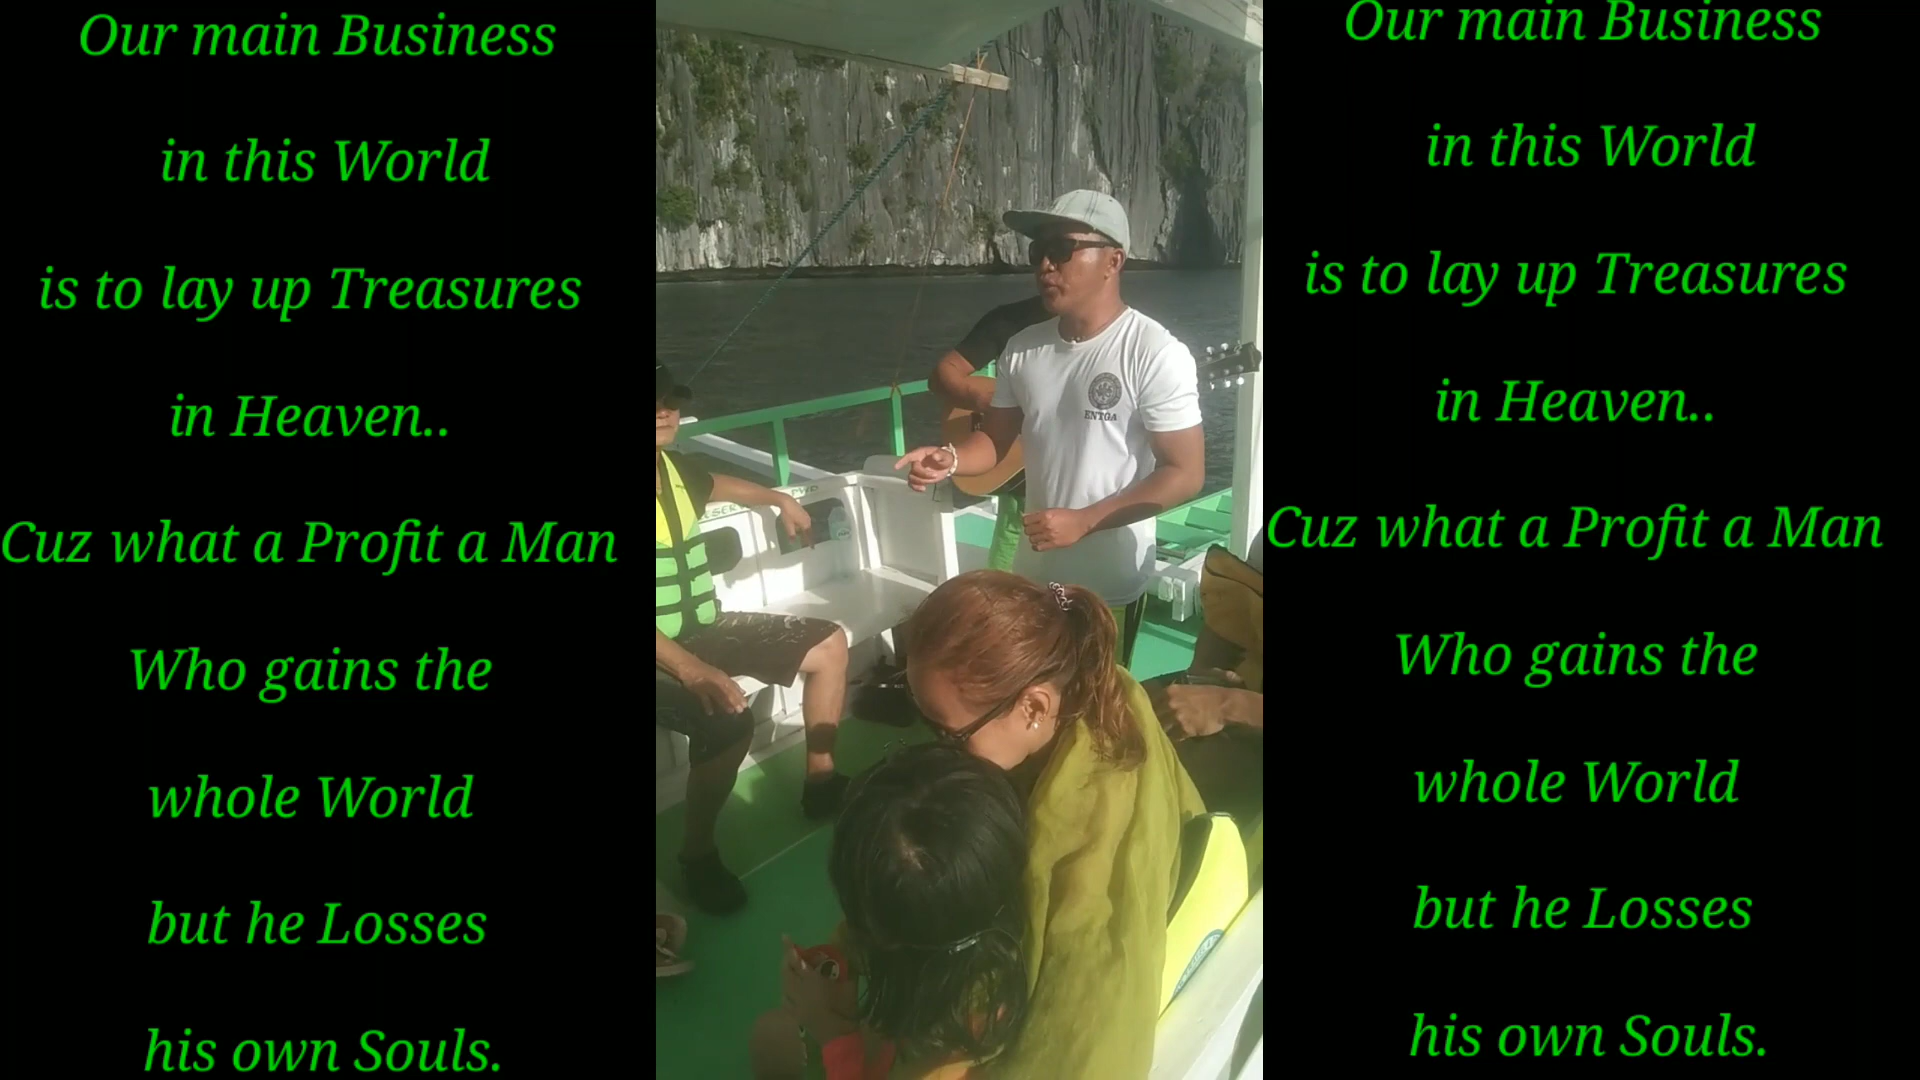 Our main Business
in this World
is to lay up Treasures
in Heaven..
Cuz what a Profit a Man
Who gains the
whole World
but he Losses
his own Souls.
ENTGA
PWD
Our main Business
in this World
is to lay up Treasures
in Heaven..
Cuz what a Profit a Man
Who gains the
whole World
but he Losses
his own Souls.